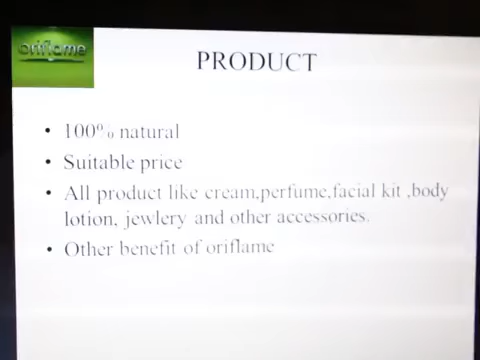 oriflame
PRODUCT
• 100% natural
• Suitable price
• All product like cream,perfume,facial kit ,body
lotion, jewlery and other accessories.
• Other benefit of oriflame